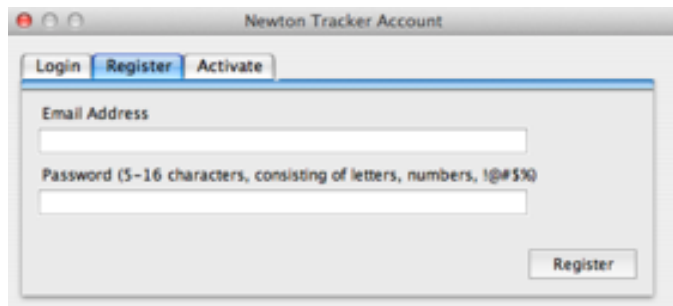 Newton Tracker Account
Login Register Activate
Email Address
Password (5-16 characters, consisting of letters, numbers, !@#$%)
Register